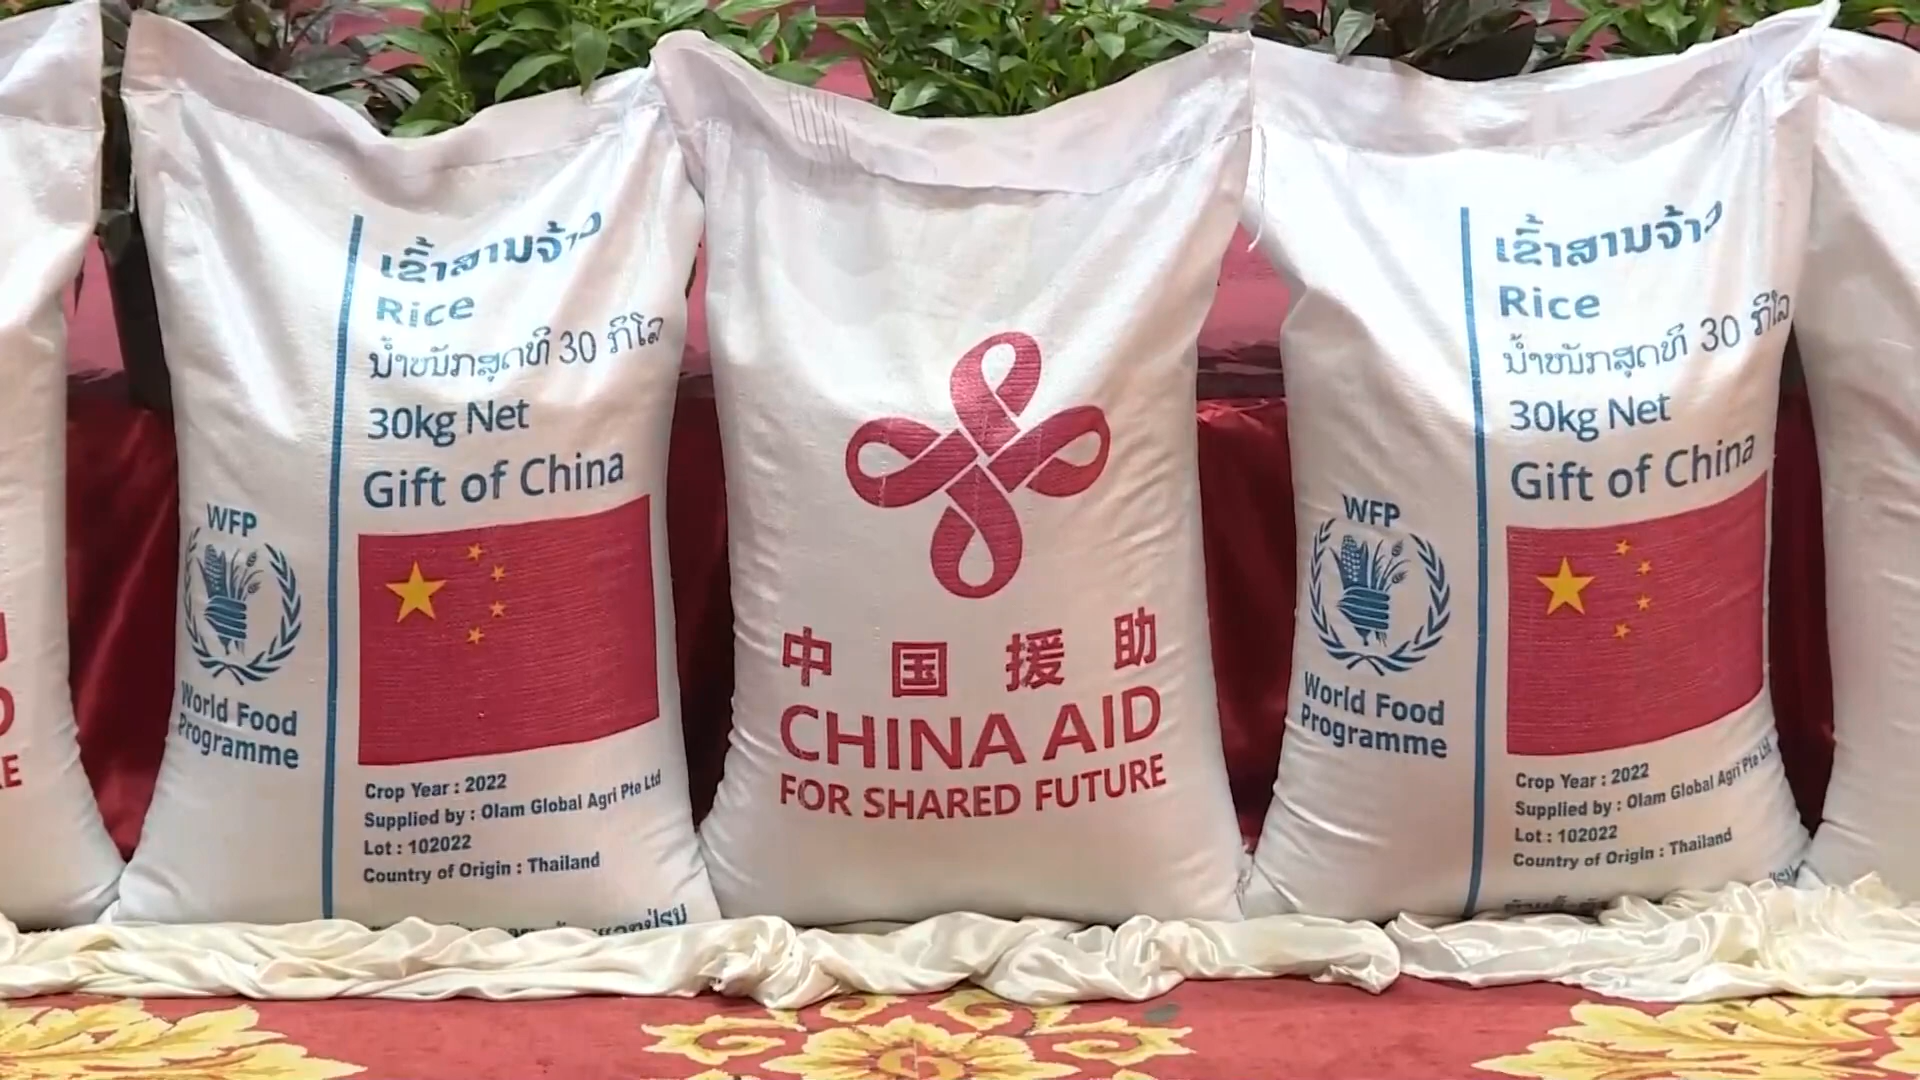 ເຂົ້າສານຈ້າວ
Rice
ນ້ຳໜັກສຸດທິ 30 ກິໂລ
30kg Net
Gift of China
WFP
World Food
Programme
Crop Year : 2022
Supplied by : Olam Global Agri Pte Ltd
Lot : 102022
Country of Origin : Thailand
中国援助
CHINA AID
FOR SHARED FUTURE
ເຂົ້າສານຈ້າວ
Rice
ນ້ຳໜັກສຸດທິ 30 ກິໂລ
30kg Net
Gift of China
WFP
World Food
Programme
Crop Year : 2022
Supplied by : Olam Global Agri Pte Ltd
Lot : 102022
Country of Origin : Thailand